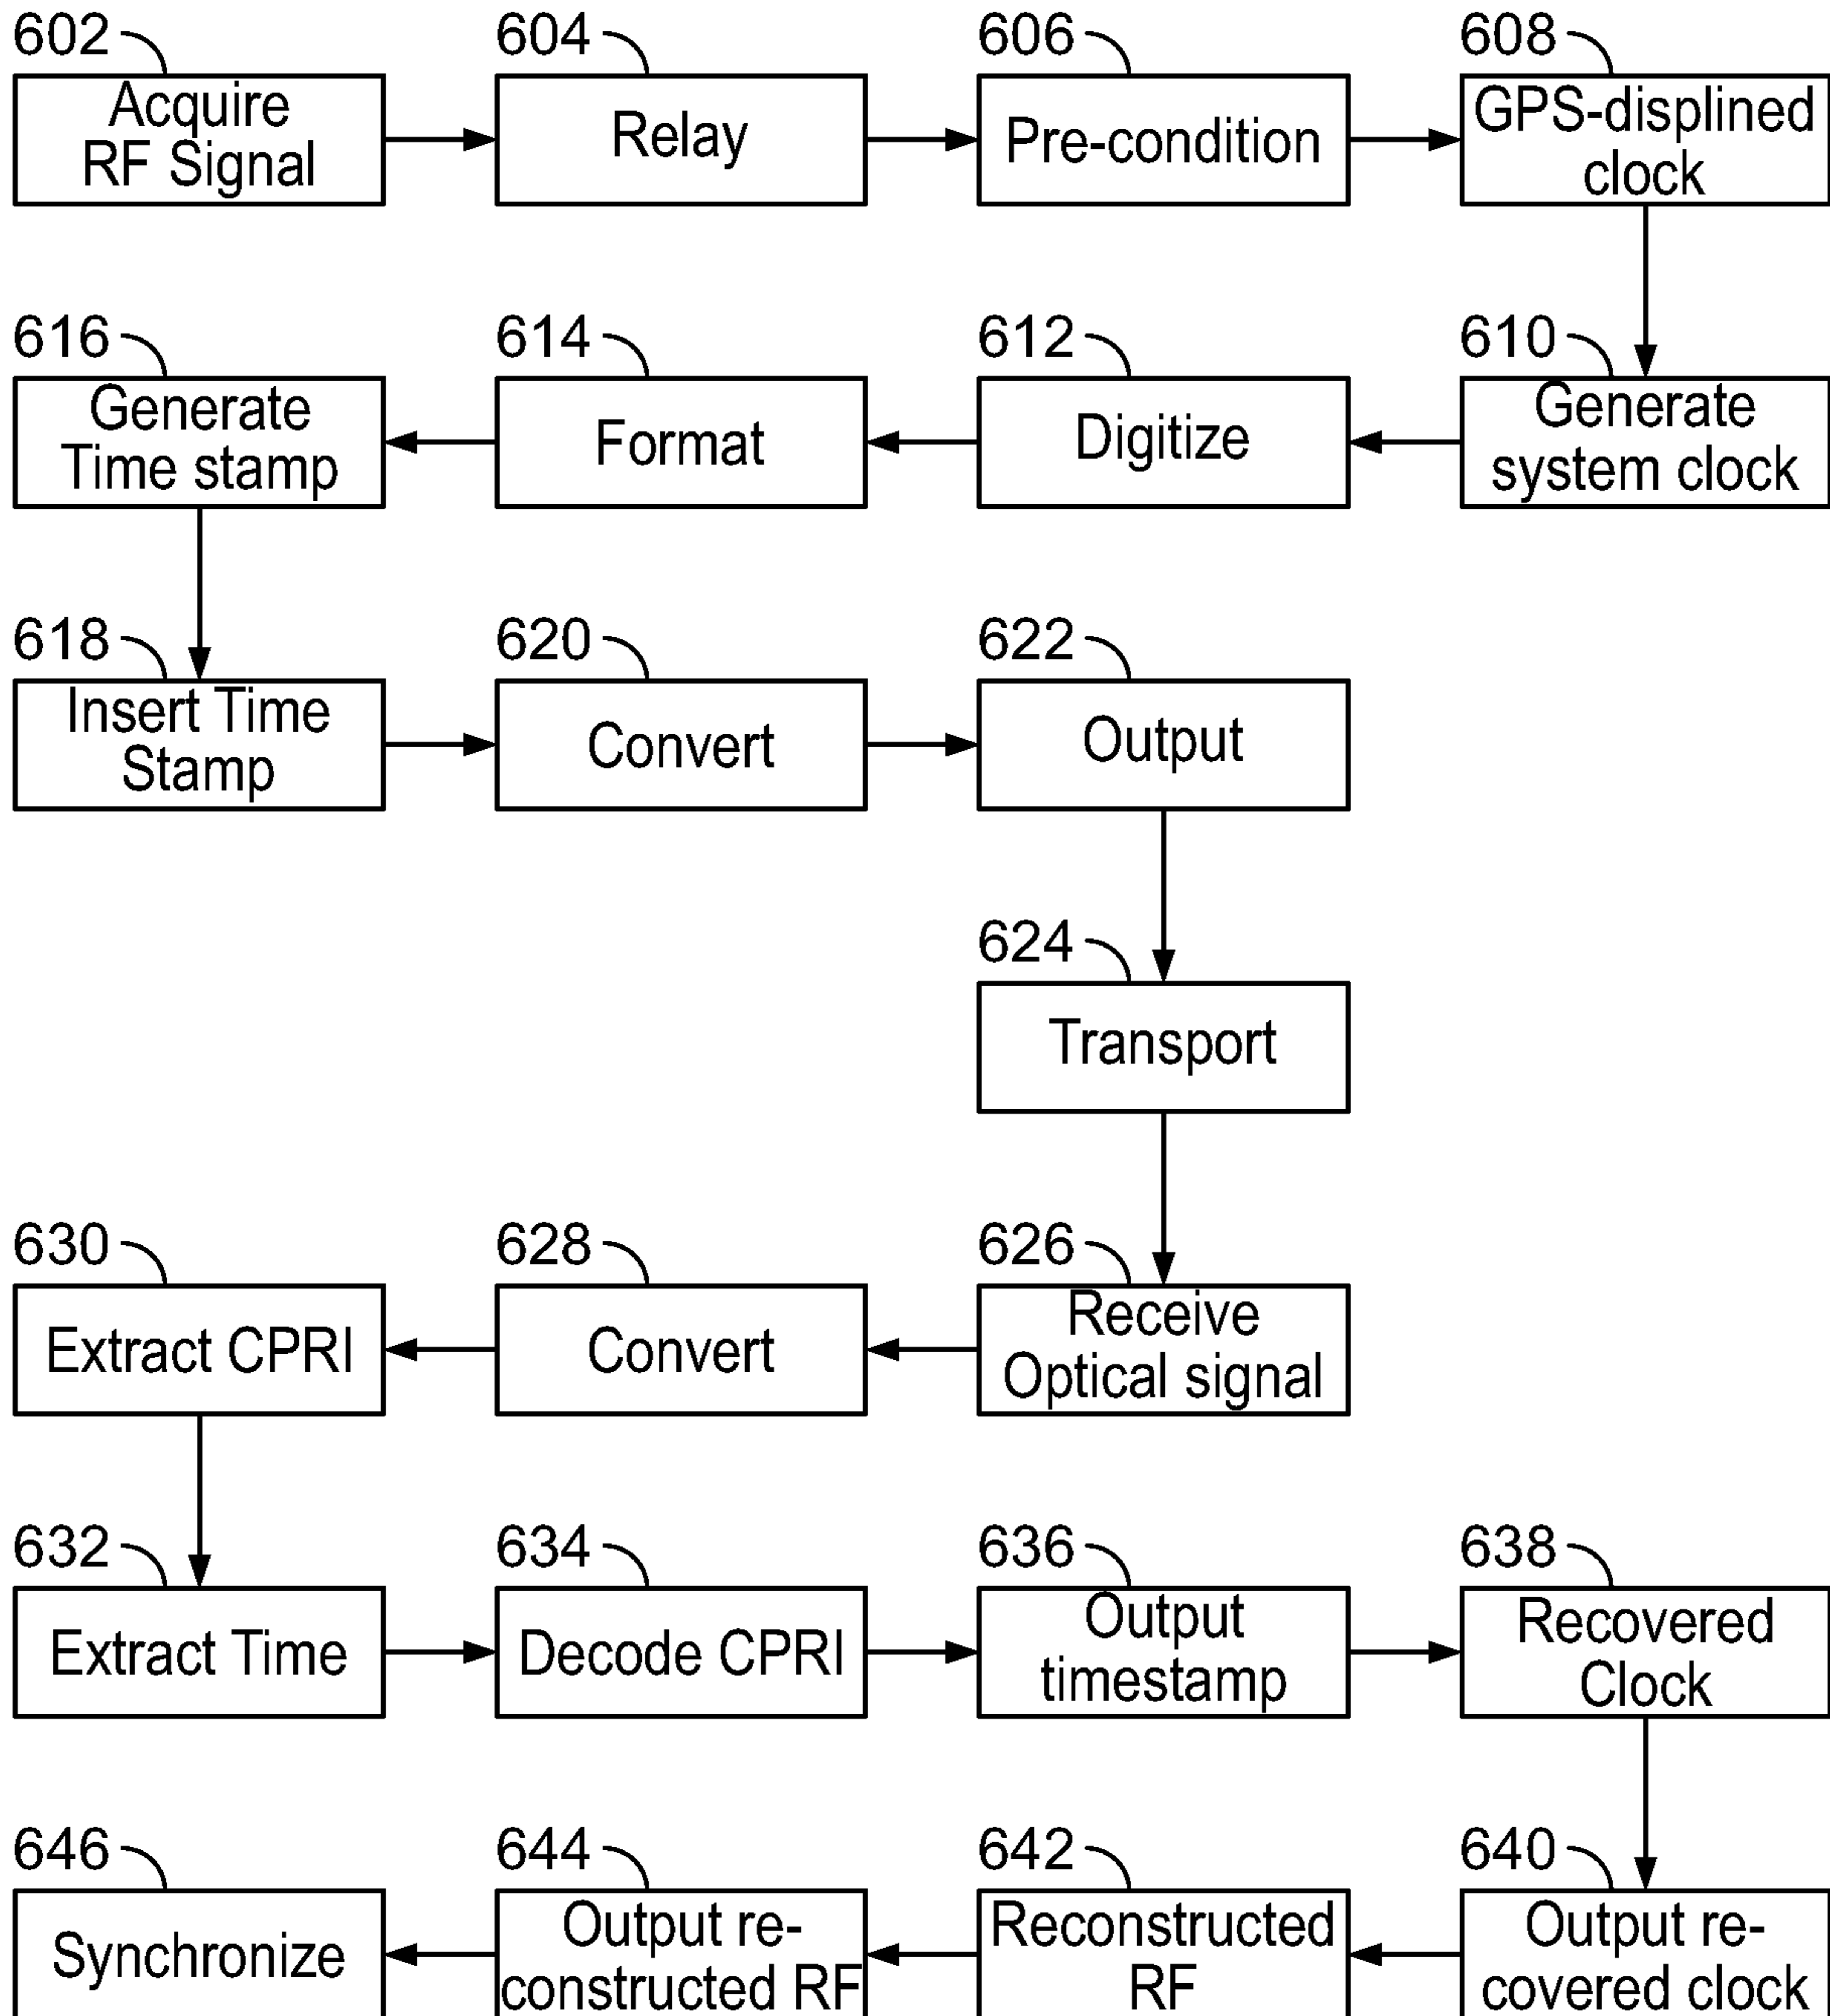 602
Acquire
RF Signal
604
Relay
606
Pre-condition
608
GPS-displined
clock
616
Generate
Time stamp
614
Format
612
Digitize
610
Generate
system clock
618
Insert Time
Stamp
620
Convert
622
Output
624
Transport
630
Extract CPRI
628
Convert
626
Receive
Optical signal
632
Extract Time
634
Decode CPRI
636
Output
timestamp
638
Recovered
Clock
646
Synchronize
644
Output re-
constructed RF
642
Reconstructed
RF
640
Output re-
covered clock